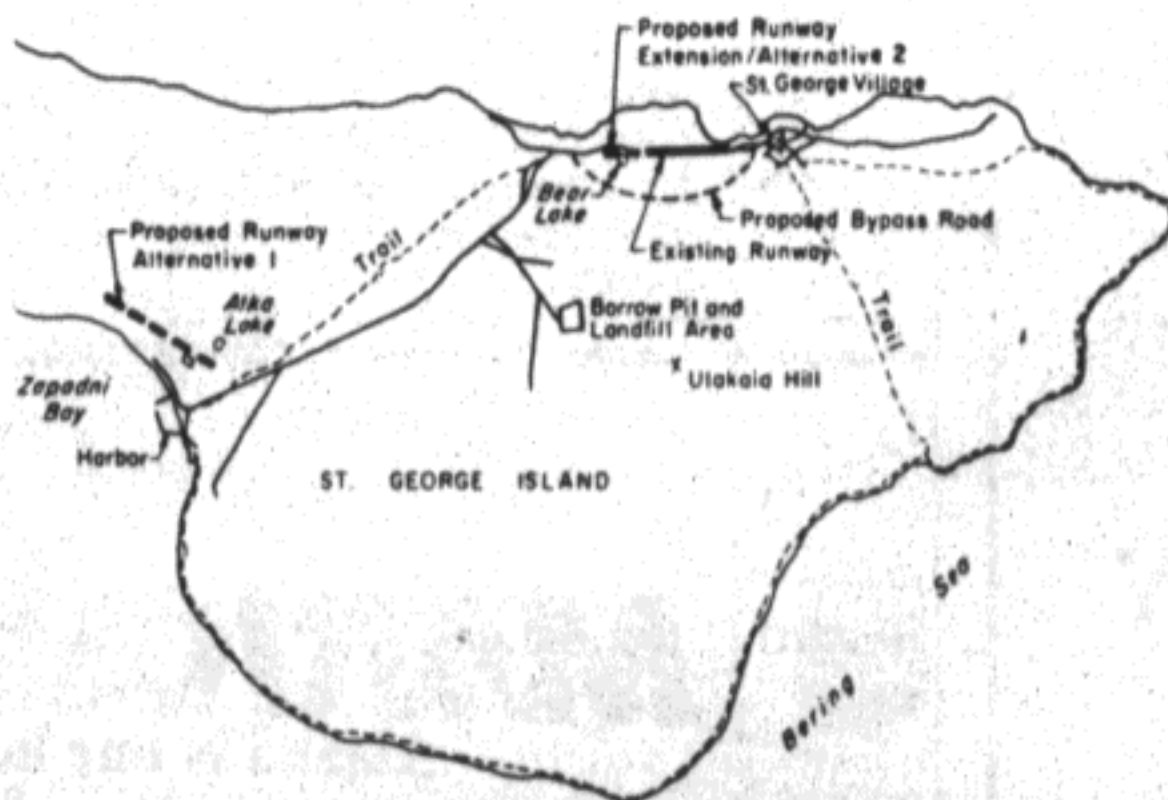 Proposed Runway
Extension/Alternative 2
St. George Village
Bear
Lake
Proposed Bypass Road
Existing Runway
Proposed Runway
Alternative 1
Trail
Atka
Lake
Borrow Pit and
Landfill Area
Trail
x Ulakaia Hill
Zapadni
Bay
Harbor
ST. GEORGE ISLAND
Bering Sea